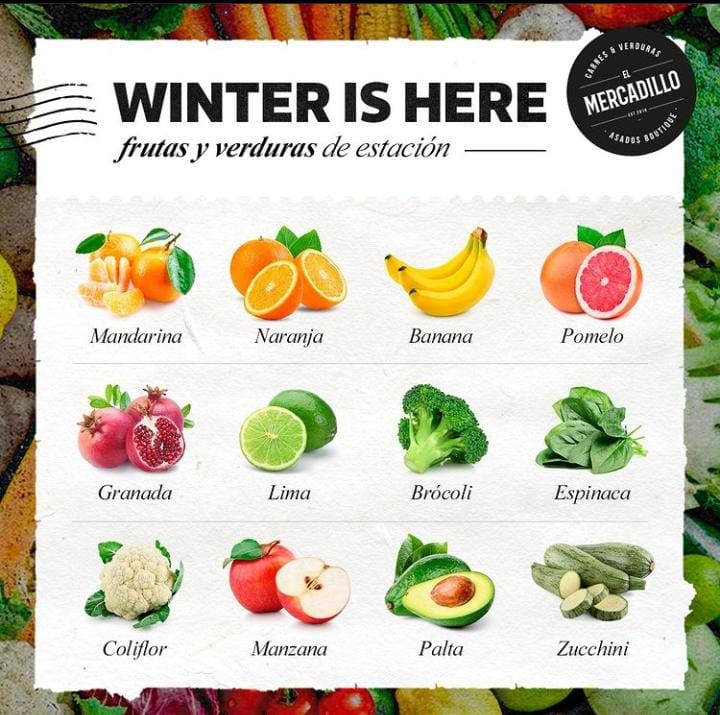 WINTER IS HERE
frutas y verduras de estación
CARNES & VERDURAS
EL
MERCADILLO
ASADOS BOUTIQUE
Mandarina
Naranja
Banana
Pomelo
Granada
Lima
Brócoli
Espinaca
Coliflor
Manzana
Palta
Zucchini